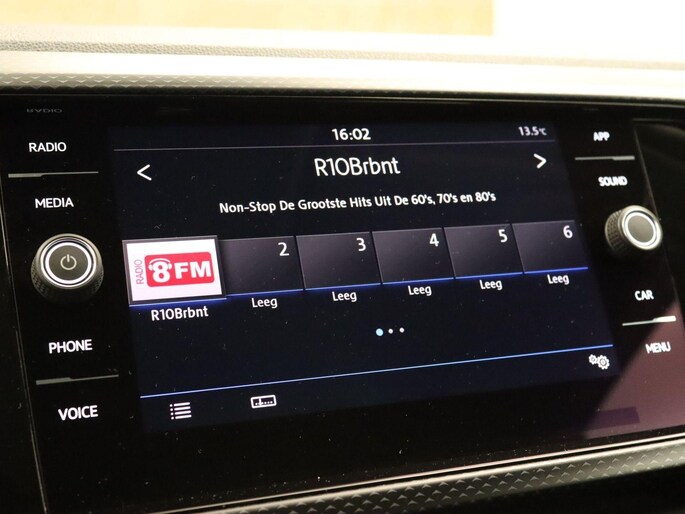 RADIO
RADIO
MEDIA
PHONE
VOICE
16:02
13.5°C
<
R10Brbnt
>
Non-Stop De Grootste Hits Uit De 60's, 70's en 80's
RADIO 8FM
2
3
4
5
6
R10Brbnt
Leeg
Leeg
Leeg
Leeg
Leeg
APP
SOUND
CAR
MENU